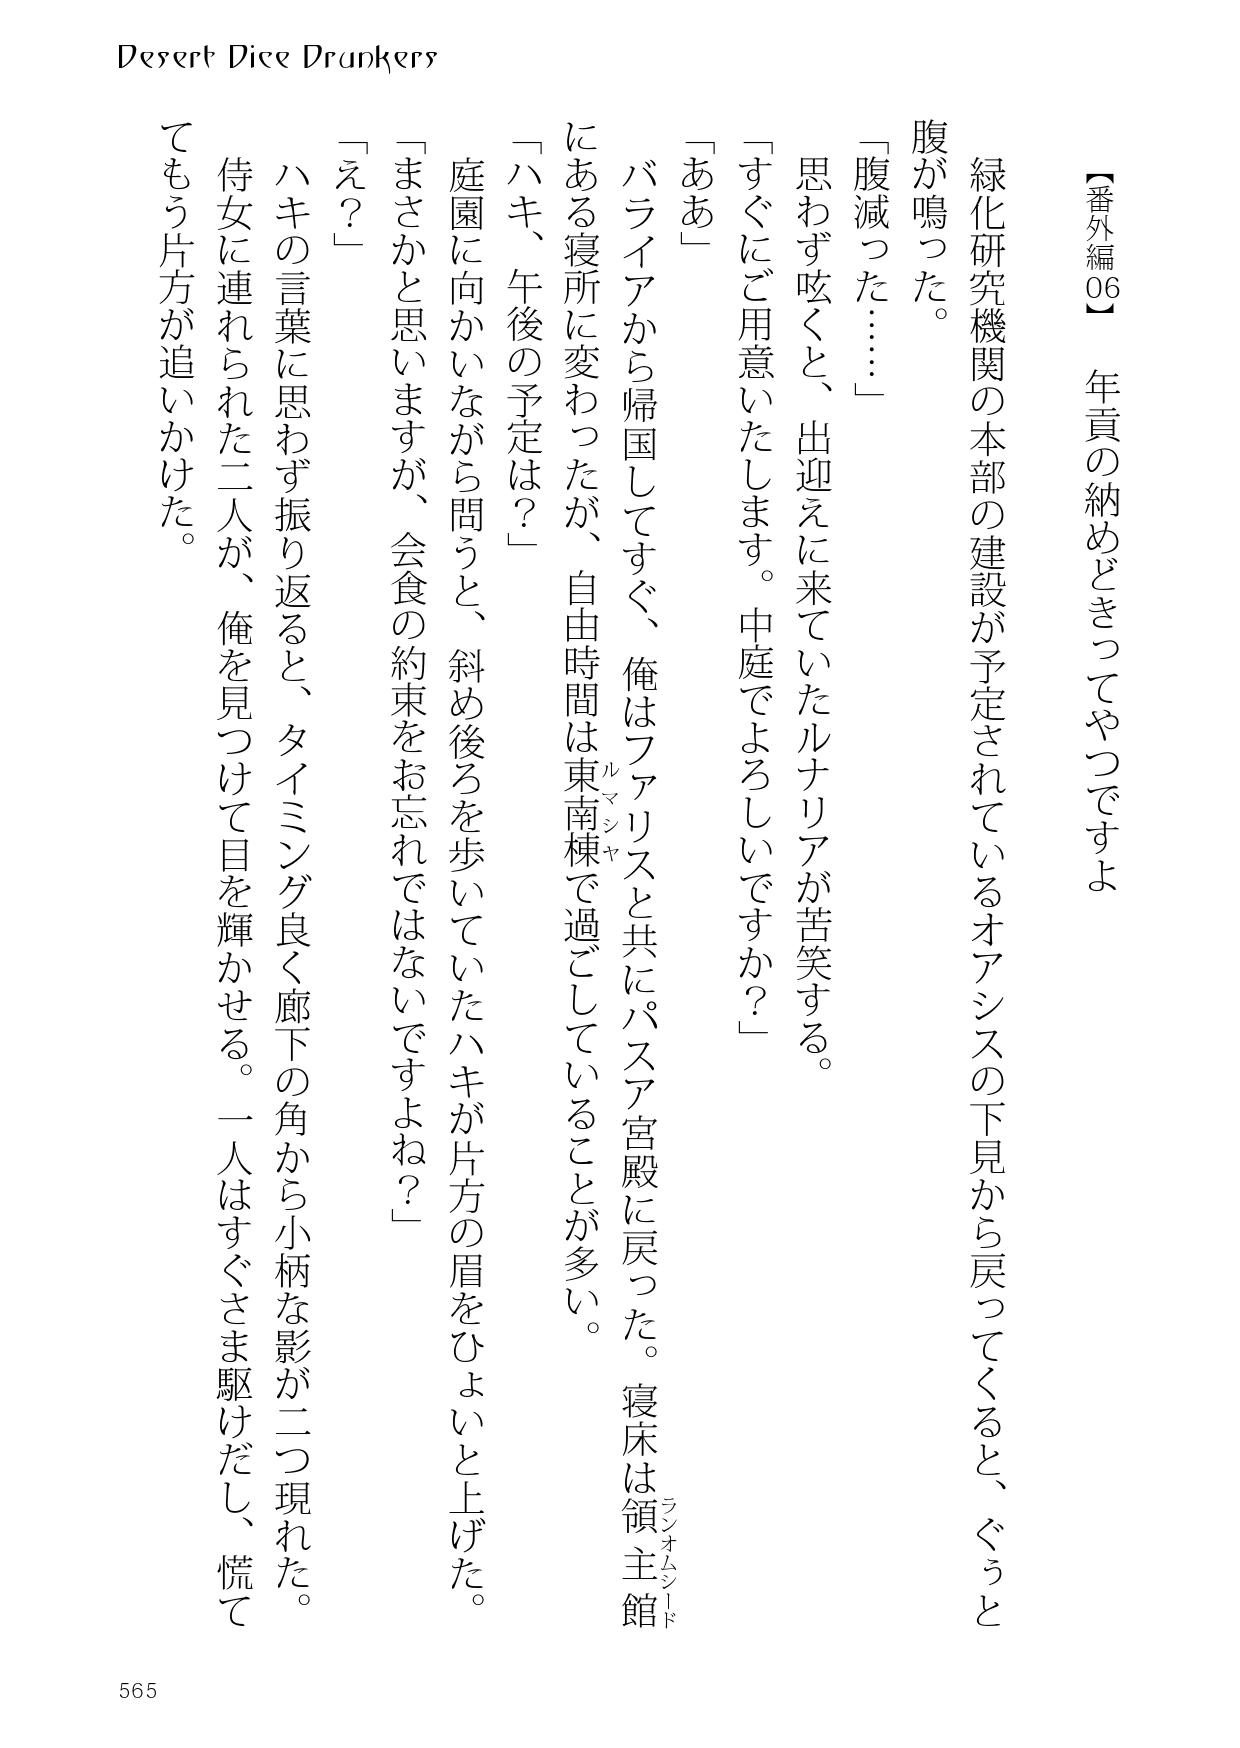 Desert Dice Drunkers
【番外編06】 年貢の納めどきってやつですよ
緑化研究機関の本部の建設が予定されているオアシスの下見から戻ってくると、ぐぅと
腹が鳴った。
「腹減った……」
思わず呟くと、出迎えに来ていたルナリアが苦笑する。
「すぐにご用意いたします。中庭でよろしいですか?」
「ああ」
バライアから帰国してすぐ、俺はファリスと共にパスア宮殿に戻った。寝床は領主館
ランオムシード
にある寝所に変わったが、自由時間は東南棟で過ごしていることが多い。
ルマシャ
「ハキ、午後の予定は?」
庭園に向かいながら問うと、斜め後ろを歩いていたハキが片方の眉をひょいと上げた。
「まさかと思いますが、会食の約束をお忘れではないですよね?」
「え?」
ハキの言葉に思わず振り返ると、タイミング良く廊下の角から小柄な影が二つ現れた。
侍女に連れられた二人が、俺を見つけて目を輝かせる。一人はすぐさま駆けだし、慌て
てもう片方が追いかけた。
565